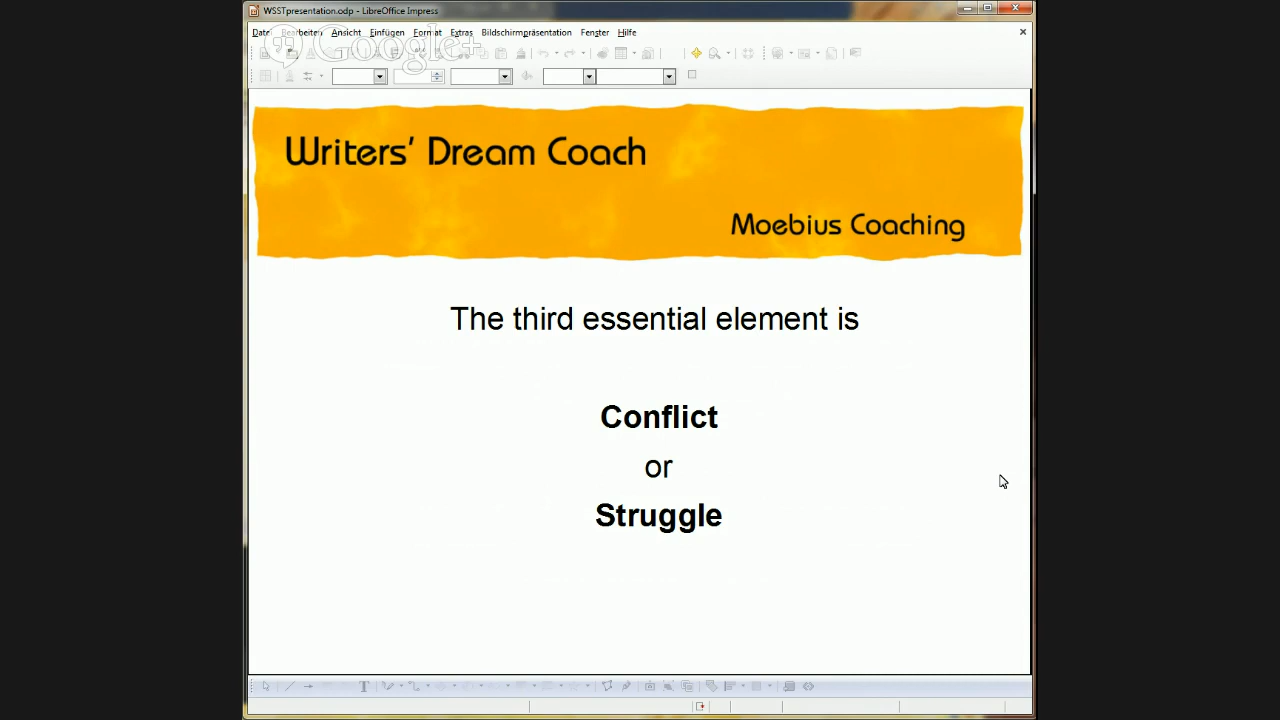 WSSTpresentation.odp - LibreOffice Impress
Datei Bearbeiten Ansicht Einfügen Format Extras Bildschirmpräsentation Fenster Hilfe
Google+
Writers' Dream Coach
Moebius Coaching
The third essential element is
Conflict
or
Struggle